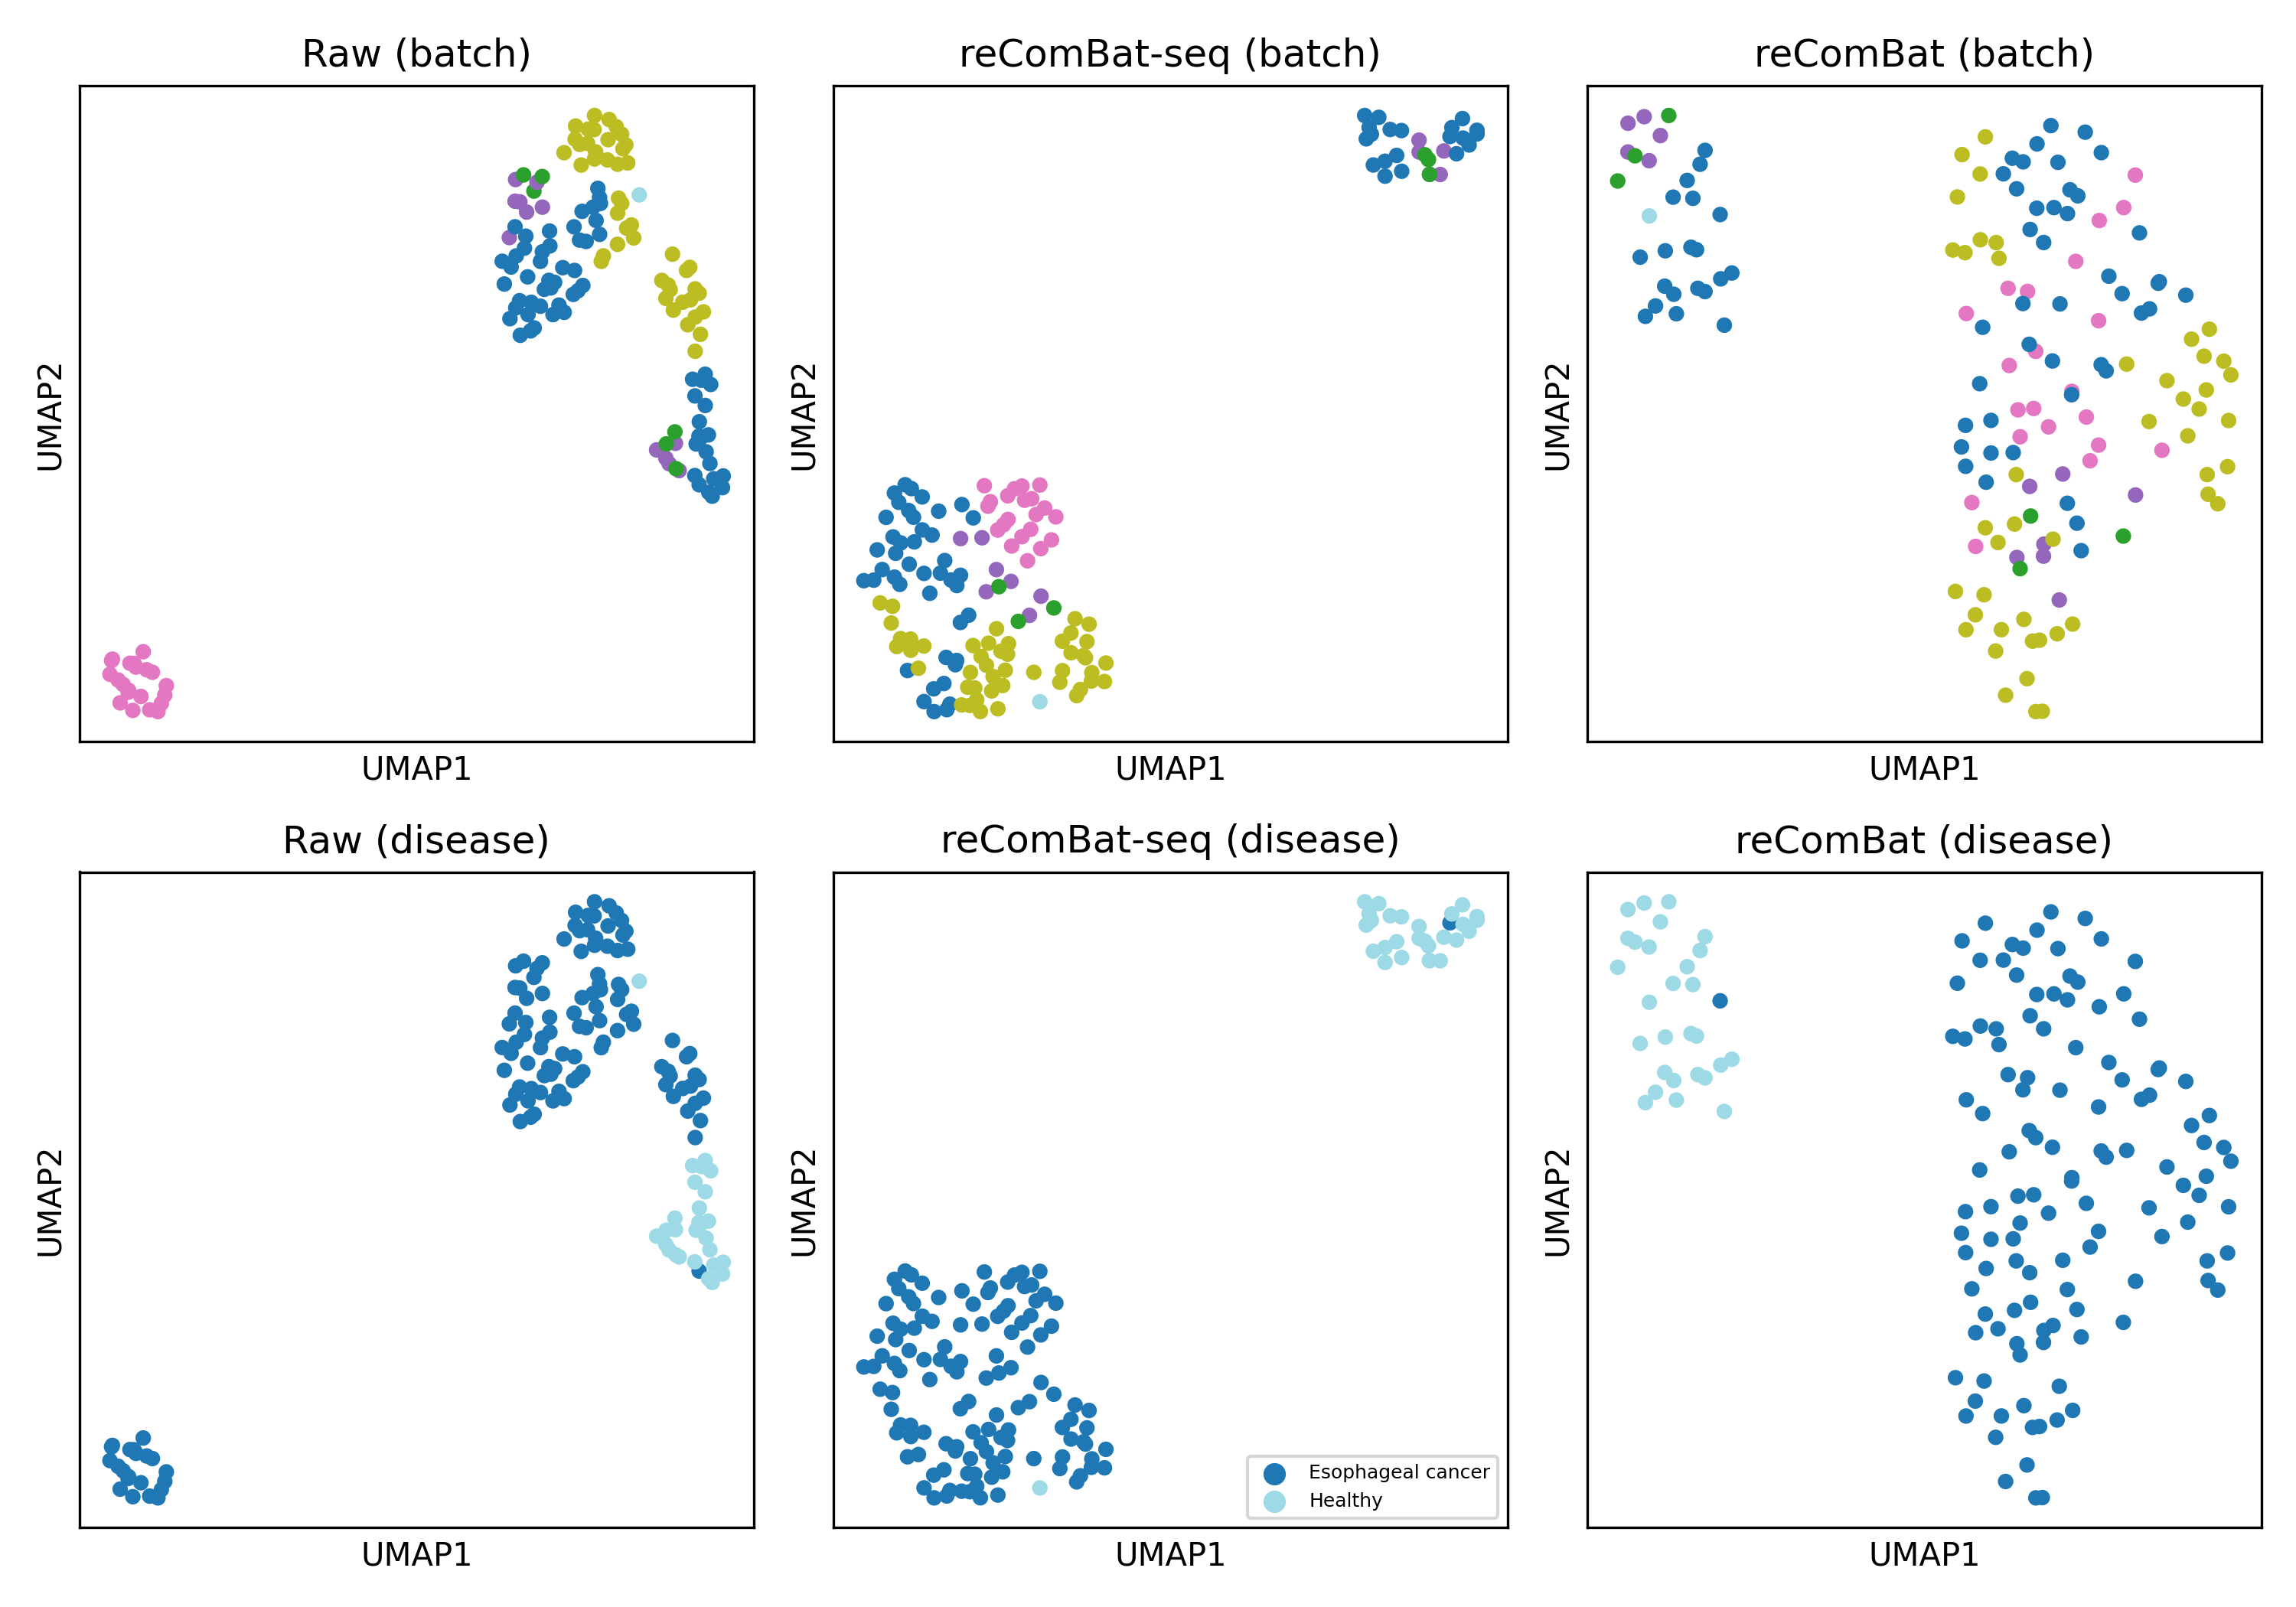 Raw (batch)
reComBat-seq (batch)
reComBat (batch)
UMAP2
UMAP2
UMAP2
UMAP1
UMAP1
UMAP1
Raw (disease)
reComBat-seq (disease)
reComBat (disease)
UMAP2
UMAP2
UMAP2
Esophageal cancer
Healthy
UMAP1
UMAP1
UMAP1